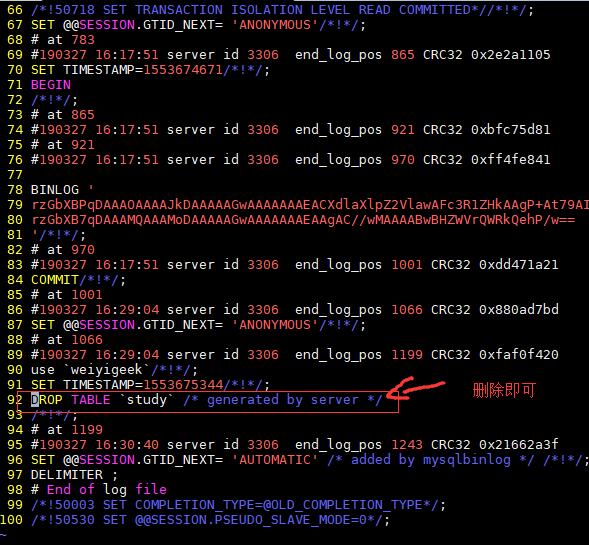 66 /*!50718 SET TRANSACTION ISOLATION LEVEL READ COMMITTED*//*!*/;
67 SET @@SESSION.GTID_NEXT= 'ANONYMOUS'/*!*/;
68 # at 783
69 #190327 16:17:51 server id 3306  end_log_pos 865 CRC32 0x2e2a1105
70 SET TIMESTAMP=1553674671/*!*/;
71 BEGIN
72 /*!*/;
73 # at 865
74 #190327 16:17:51 server id 3306  end_log_pos 921 CRC32 0xbfc75d81
75 # at 921
76 #190327 16:17:51 server id 3306  end_log_pos 970 CRC32 0xff4fe841
77
78 BINLOG '
79 rzGbXBPqDAAAOAAAAJkDAAAAAGwAAAAAAAEACXdlaXlpZ2VlawAFc3R1ZHkAAgP+At79AI
80 rzGbXB7qDAAAMQAAAMoDAAAAAGwAAAAAAAEAAgAC//wMAAAABwBHZWVrQWRkQehP/w==
81 '/*!*/;
82 # at 970
83 #190327 16:17:51 server id 3306  end_log_pos 1001 CRC32 0xdd471a21
84 COMMIT/*!*/;
85 # at 1001
86 #190327 16:29:04 server id 3306  end_log_pos 1066 CRC32 0x880ad7bd
87 SET @@SESSION.GTID_NEXT= 'ANONYMOUS'/*!*/;
88 # at 1066
89 #190327 16:29:04 server id 3306  end_log_pos 1199 CRC32 0xfaf0f420
90 use `weiyigeek`/*!*/;
91 SET TIMESTAMP=1553675344/*!*/;
92 DROP TABLE `study` /* generated by server */
删除即可
93 /*!*/;
94 # at 1199
95 #190327 16:30:40 server id 3306  end_log_pos 1243 CRC32 0x21662a3f
96 SET @@SESSION.GTID_NEXT= 'AUTOMATIC' /* added by mysqlbinlog */ /*!*/;
97 DELIMITER ;
98 # End of log file
99 /*!50003 SET COMPLETION_TYPE=@OLD_COMPLETION_TYPE*/;
100 /*!50530 SET @@SESSION.PSEUDO_SLAVE_MODE=0*/;
~